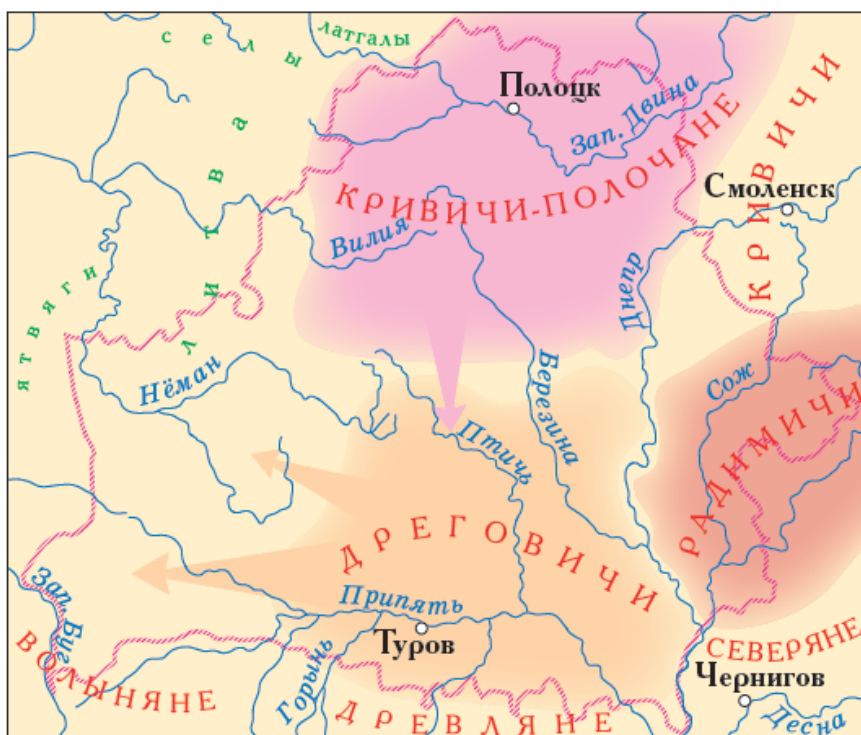 селы
латгалы
Полоцк
Зап. Двина
КРИВИЧИ-ПОЛОЧАНЕ
КРИВИЧИ
Смоленск
ЛИТВА
Вилия
Днепр
ятвяги
Нёман
Березина
Сож
Птичь
РАДИМИЧИ
ДРЕГОВИЧИ
Зап. Буг
Припять
Туров
СЕВЕРЯНЕ
ВОЛЫНЯНЕ
Горынь
Чернигов
ДРЕВЛЯНЕ
Десна